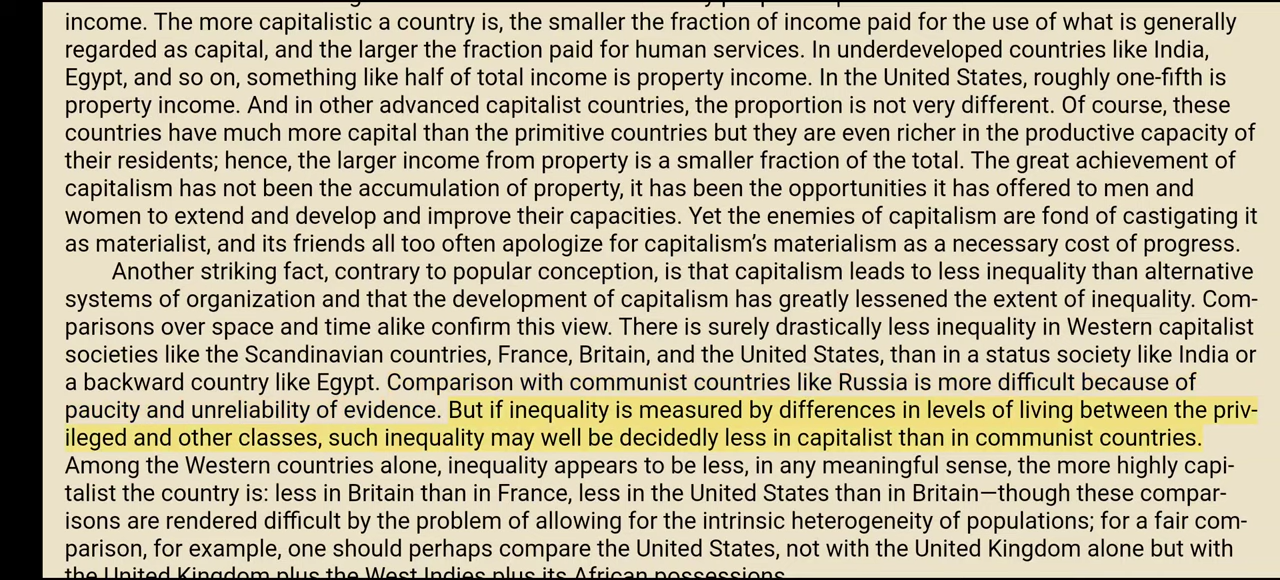 income. The more capitalistic a country is, the smaller the fraction of income paid for the use of what is generally
regarded as capital, and the larger the fraction paid for human services. In underdeveloped countries like India,
Egypt, and so on, something like half of total income is property income. In the United States, roughly one-fifth is
property income. And in other advanced capitalist countries, the proportion is not very different. Of course, these
countries have much more capital than the primitive countries but they are even richer in the productive capacity of
their residents; hence, the larger income from property is a smaller fraction of the total. The great achievement of
capitalism has not been the accumulation of property, it has been the opportunities it has offered to men and
women to extend and develop and improve their capacities. Yet the enemies of capitalism are fond of castigating it
as materialist, and its friends all too often apologize for capitalism’s materialism as a necessary cost of progress.
Another striking fact, contrary to popular conception, is that capitalism leads to less inequality than alternative
systems of organization and that the development of capitalism has greatly lessened the extent of inequality. Com-
parisons over space and time alike confirm this view. There is surely drastically less inequality in Western capitalist
societies like the Scandinavian countries, France, Britain, and the United States, than in a status society like India or
a backward country like Egypt. Comparison with communist countries like Russia is more difficult because of
paucity and unreliability of evidence. But if inequality is measured by differences in levels of living between the priv-
ileged and other classes, such inequality may well be decidedly less in capitalist than in communist countries.
Among the Western countries alone, inequality appears to be less, in any meaningful sense, the more highly capi-
talist the country is: less in Britain than in France, less in the United States than in Britain—though these compar-
isons are rendered difficult by the problem of allowing for the intrinsic heterogeneity of populations; for a fair com-
parison, for example, one should perhaps compare the United States, not with the United Kingdom alone but with
the United Kingdom plus the West Indies plus its African possessions.